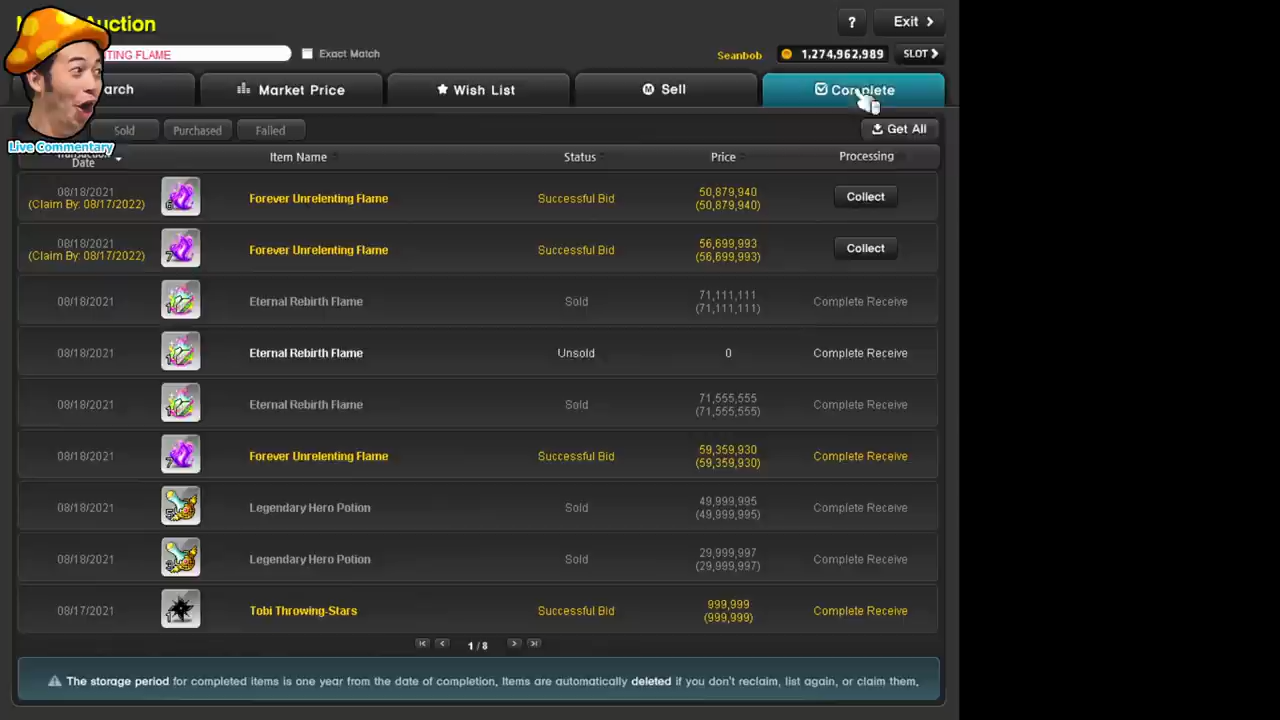 Auction
? Exit
TING FLAME Exact Match Seanbob 1,274,962,989 SLOT
arch Market Price Wish List Sell Complete
Sold Purchased Failed Get All
Live Commentary
Transaction Date Item Name Status Price Processing
08/18/2021 (Claim By: 08/17/2022) 6 Forever Unrelenting Flame Successful Bid 50,879,940 (50,879,940) Collect
08/18/2021 (Claim By: 08/17/2022) 7 Forever Unrelenting Flame Successful Bid 56,699,993 (56,699,993) Collect
08/18/2021 Eternal Rebirth Flame Sold 71,111,111 (71,111,111) Complete Receive
08/18/2021 Eternal Rebirth Flame Unsold 0 Complete Receive
08/18/2021 Eternal Rebirth Flame Sold 71,555,555 (71,555,555) Complete Receive
08/18/2021 7 Forever Unrelenting Flame Successful Bid 59,359,930 (59,359,930) Complete Receive
08/18/2021 5 Legendary Hero Potion Sold 49,999,995 (49,999,995) Complete Receive
08/18/2021 Legendary Hero Potion Sold 29,999,997 (29,999,997) Complete Receive
08/17/2021 1 Tobi Throwing-Stars Successful Bid 999,999 (999,999) Complete Receive
1 / 8
The storage period for completed items is one year from the date of completion. Items are automatically deleted if you don't reclaim, list again, or claim them.